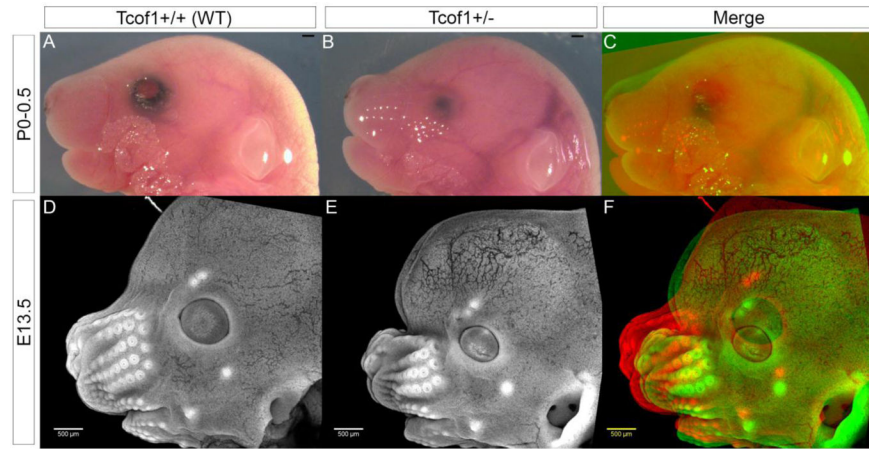 Tcof1+/+ (WT)
Tcof1+/-
Merge
P0-0.5
A
B
C
E13.5
D
E
F
500 µm
500 µm
500 µm